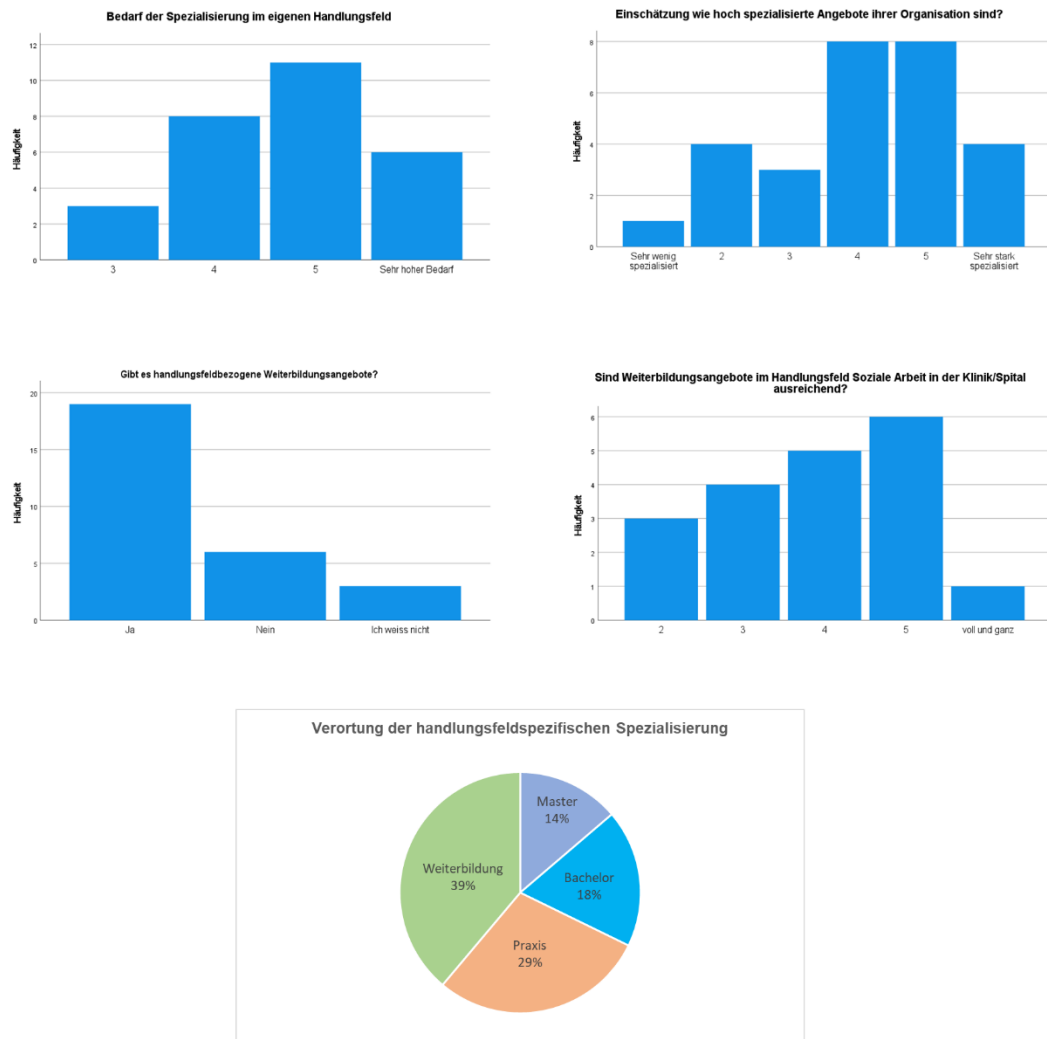 Bedarf der Spezialisierung im eigenen Handlungsfeld
Häufigkeit
12
10
8
6
4
2
0
3
4
5
Sehr hoher Bedarf
Einschätzung wie hoch spezialisierte Angebote ihrer Organisation sind?
Häufigkeit
8
6
4
2
0
Sehr wenig
spezialisiert
2
3
4
5
Sehr stark
spezialisiert
Gibt es handlungsfeldbezogene Weiterbildungsangebote?
Häufigkeit
20
15
10
5
0
Ja
Nein
Ich weiss nicht
Sind Weiterbildungsangebote im Handlungsfeld Soziale Arbeit in der Klinik/Spital
ausreichend?
Häufigkeit
6
5
4
3
2
1
0
2
3
4
5
voll und ganz
Verortung der handlungsfeldspezifischen Spezialisierung
Master
14%
Bachelor
18%
Praxis
29%
Weiterbildung
39%